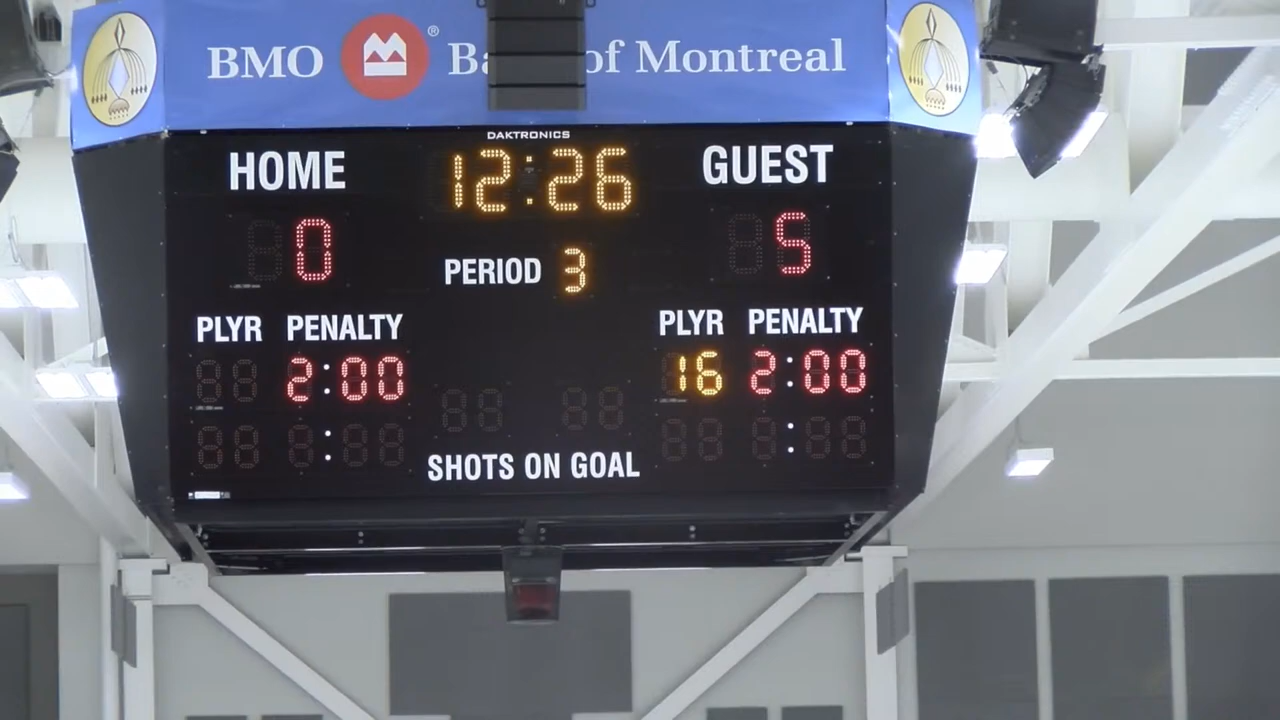 BMO ® Ba of Montreal
DAKTRONICS
HOME 12:26 GUEST
0 5
PERIOD 3
PLYR PENALTY PLYR PENALTY
2:00 16 2:00
: :
SHOTS ON GOAL